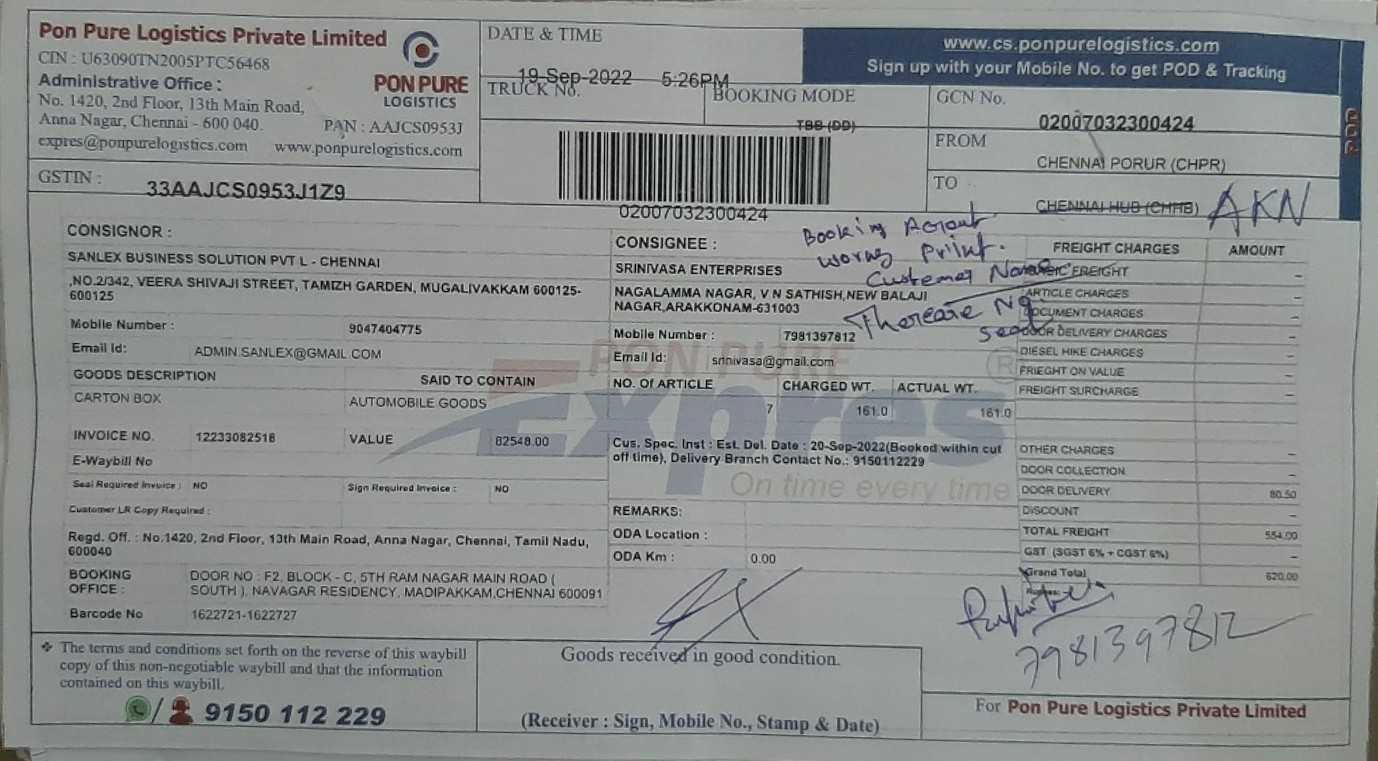 Pon Pure Logistics Private Limited
CIN : U63090TN2005PTC56468
Administrative Office :
No. 1420, 2nd Floor, 13th Main Road,
Anna Nagar, Chennai - 600 040.
PAN : AAJCS0953J
expres@ponpurelogistics.com www.ponpurelogistics.com
PON PURE
LOGISTICS
GSTIN : 33AAJCS0953J1Z9
DATE & TIME
19-Sep-2022 5:26PM
TRUCK No.
BOOKING MODE
TBB (DD)
02007032300424
www.cs.ponpurelogistics.com
Sign up with your Mobile No. to get POD & Tracking
GCN No.
02007032300424
FROM
CHENNAI PORUR (CHPR)
TO
CHENNAI HUB (CHHB) AKN
POD
CONSIGNOR :
SANLEX BUSINESS SOLUTION PVT L - CHENNAI
,NO.2/342, VEERA SHIVAJI STREET, TAMIZH GARDEN, MUGALIVAKKAM 600125-
600125
Mobile Number : 9047404775
Email Id: ADMIN.SANLEX@GMAIL.COM
GOODS DESCRIPTION SAID TO CONTAIN
CARTON BOX AUTOMOBILE GOODS
INVOICE NO. 12233082518 VALUE 82548.00
E-Waybill No
Seal Required Invoice : NO Sign Required Invoice : NO
Customer LR Copy Required :
Regd. Off. : No.1420, 2nd Floor, 13th Main Road, Anna Nagar, Chennai, Tamil Nadu,
600040
BOOKING OFFICE : DOOR NO : F2, BLOCK - C, 5TH RAM NAGAR MAIN ROAD (
SOUTH ), NAVAGAR RESIDENCY, MADIPAKKAM,CHENNAI 600091
Barcode No 1622721-1622727
CONSIGNEE :
SRINIVASA ENTERPRISES
NAGALAMMA NAGAR, V N SATHISH,NEW BALAJI
NAGAR,ARAKKONAM-631003
Mobile Number : 7981397812
Email Id: srinivasa@gmail.com
NO. Of ARTICLE CHARGED WT. ACTUAL WT.
7 161.0 161.0
Cus. Spec. Inst : Est. Del. Date : 20-Sep-2022(Booked within cut
off time), Delivery Branch Contact No.: 9150112229
REMARKS:
ODA Location :
ODA Km : 0.00
PON PURE
Expres
®
On time every time
Booking
worng Print.
Customer
FREIGHT CHARGES AMOUNT
FREIGHT –
ARTICLE CHARGES –
DOCUMENT CHARGES –
DOOR DELIVERY CHARGES –
DIESEL HIKE CHARGES –
FRIEGHT ON VALUE –
FREIGHT SURCHARGE –
OTHER CHARGES –
DOOR COLLECTION –
DOOR DELIVERY 80.50
DISCOUNT –
TOTAL FREIGHT 554.00
GST (SGST 6% + CGST 6%) –
Grand Total 620.00
Rupees:
7981397812
❖ The terms and conditions set forth on the reverse of this waybill
copy of this non-negotiable waybill and that the information
contained on this waybill.
/ 9150 112 229
Goods received in good condition.
(Receiver : Sign, Mobile No., Stamp & Date)
For Pon Pure Logistics Private Limited